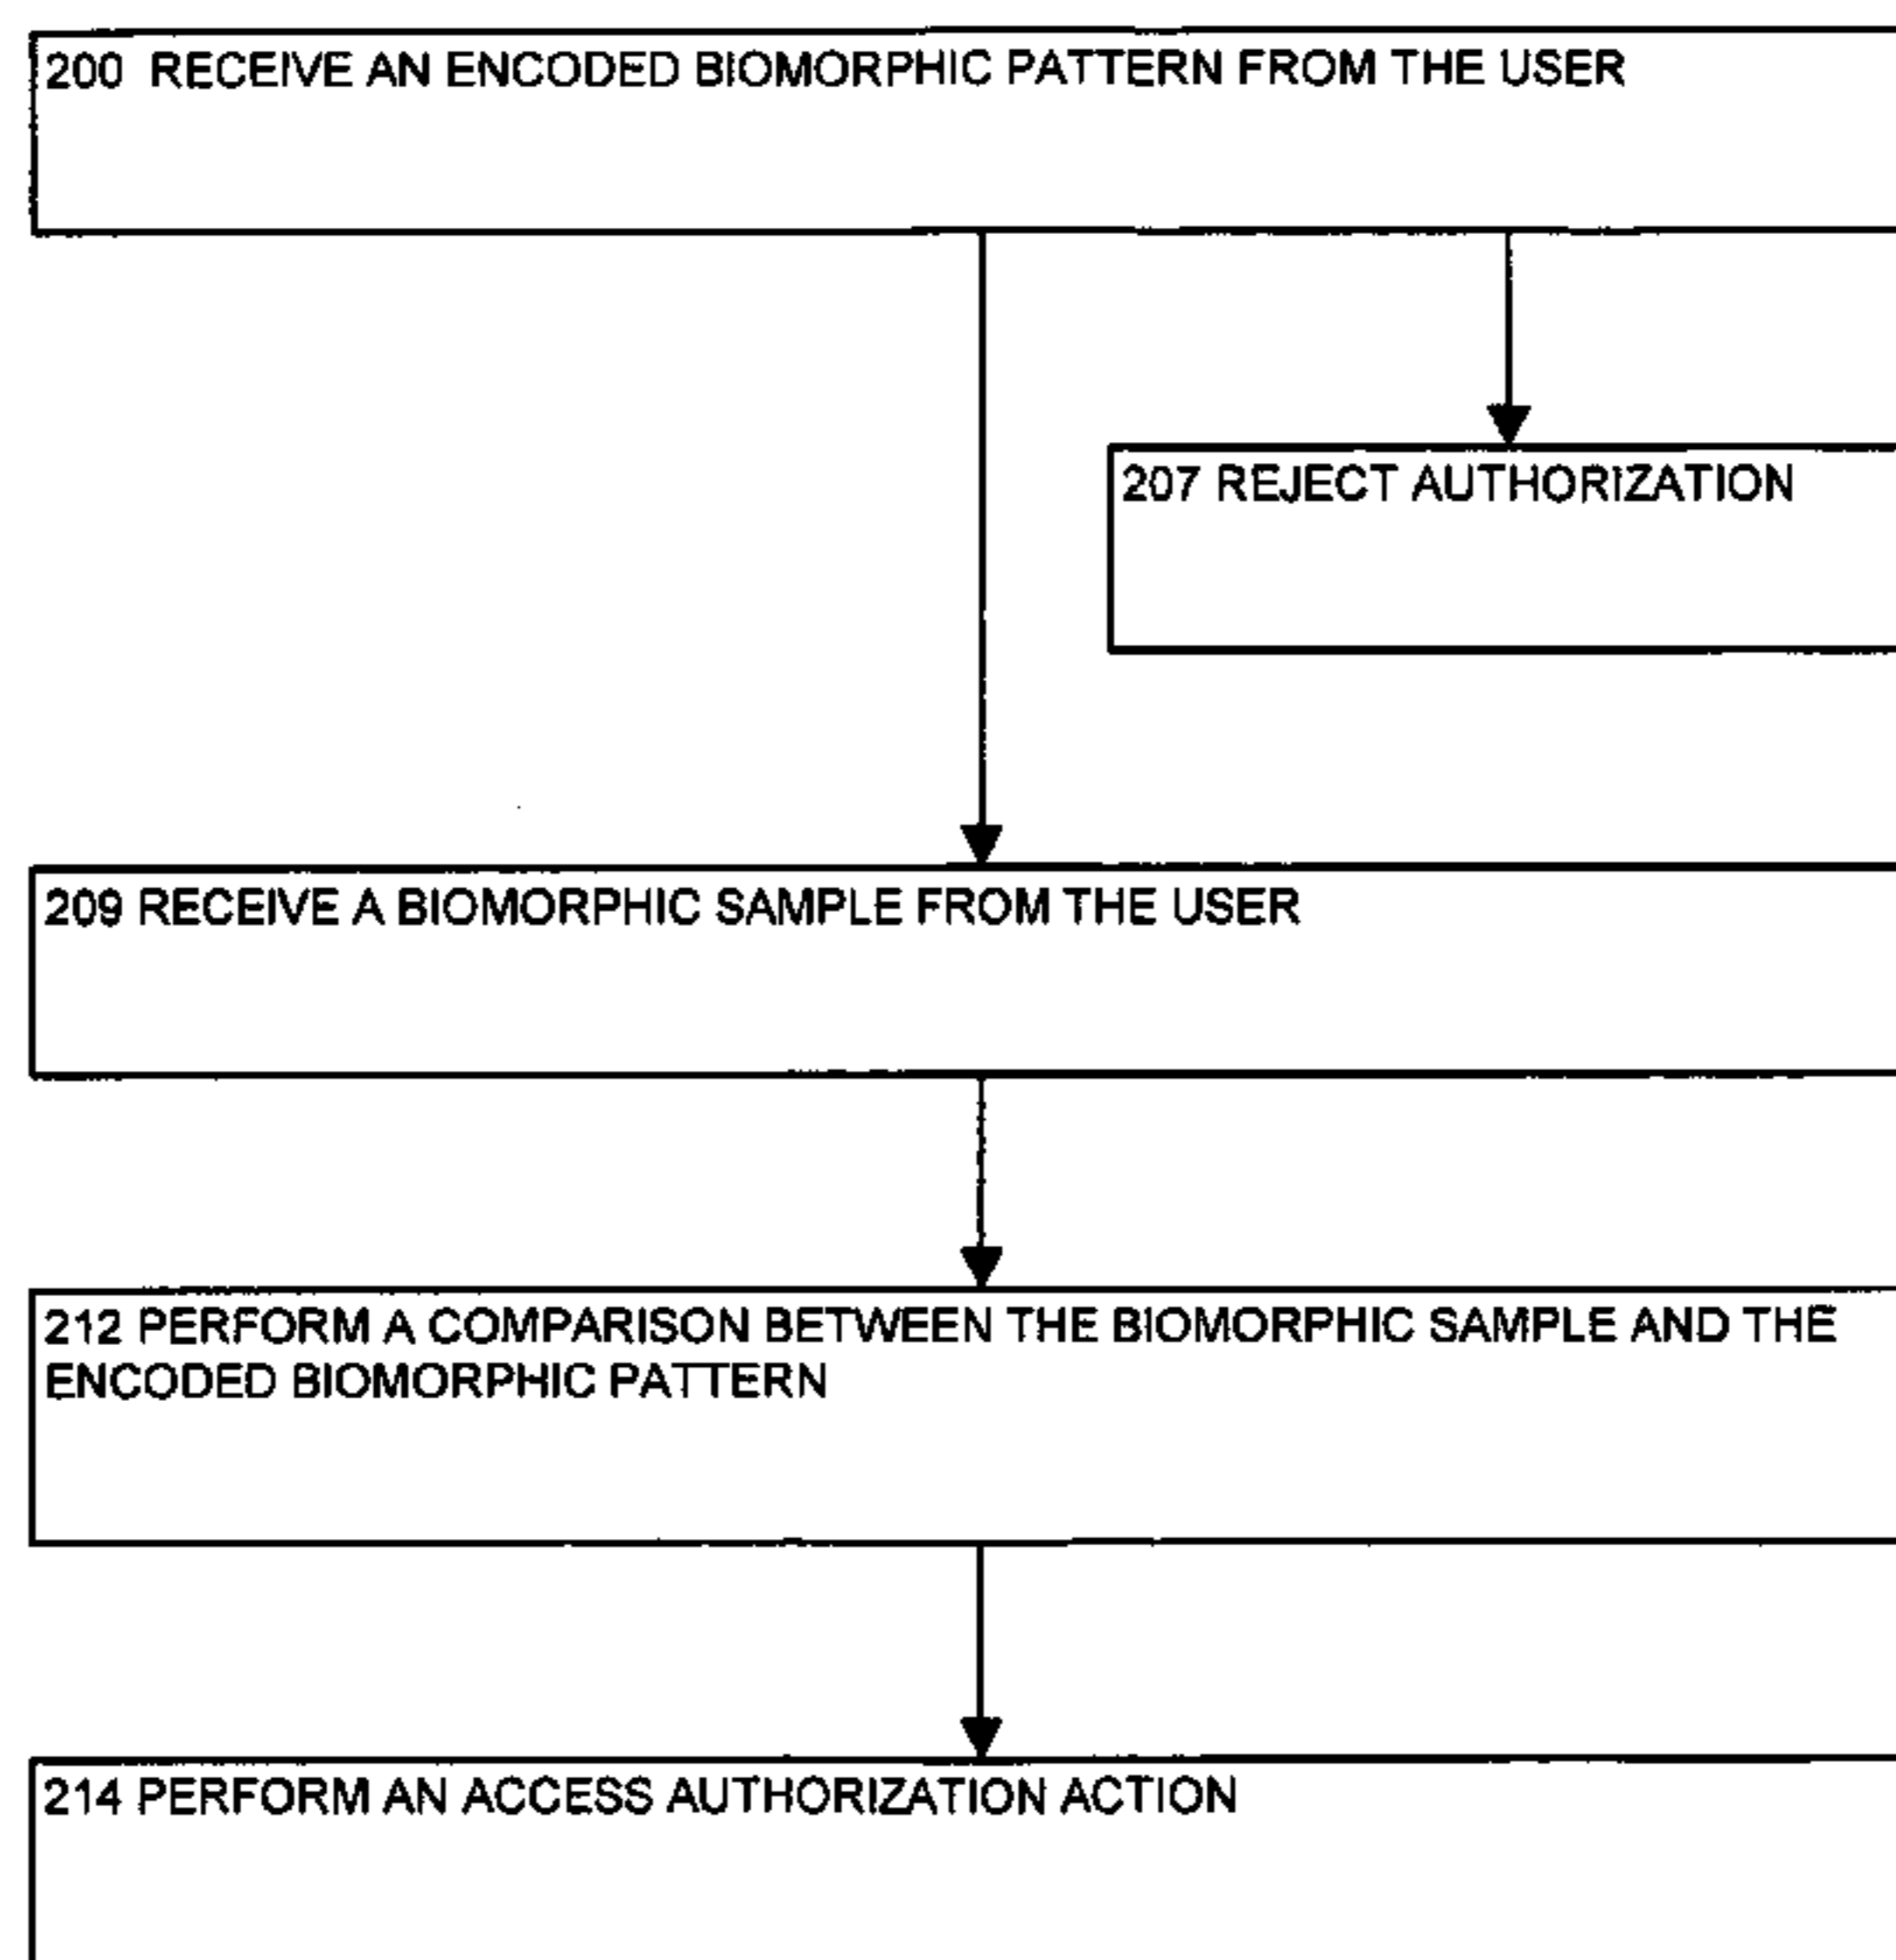 200 RECEIVE AN ENCODED BIOMORPHIC PATTERN FROM THE USER
207 REJECT AUTHORIZATION
209 RECEIVE A BIOMORPHIC SAMPLE FROM THE USER
212 PERFORM A COMPARISON BETWEEN THE BIOMORPHIC SAMPLE AND THE
ENCODED BIOMORPHIC PATTERN
214 PERFORM AN ACCESS AUTHORIZATION ACTION